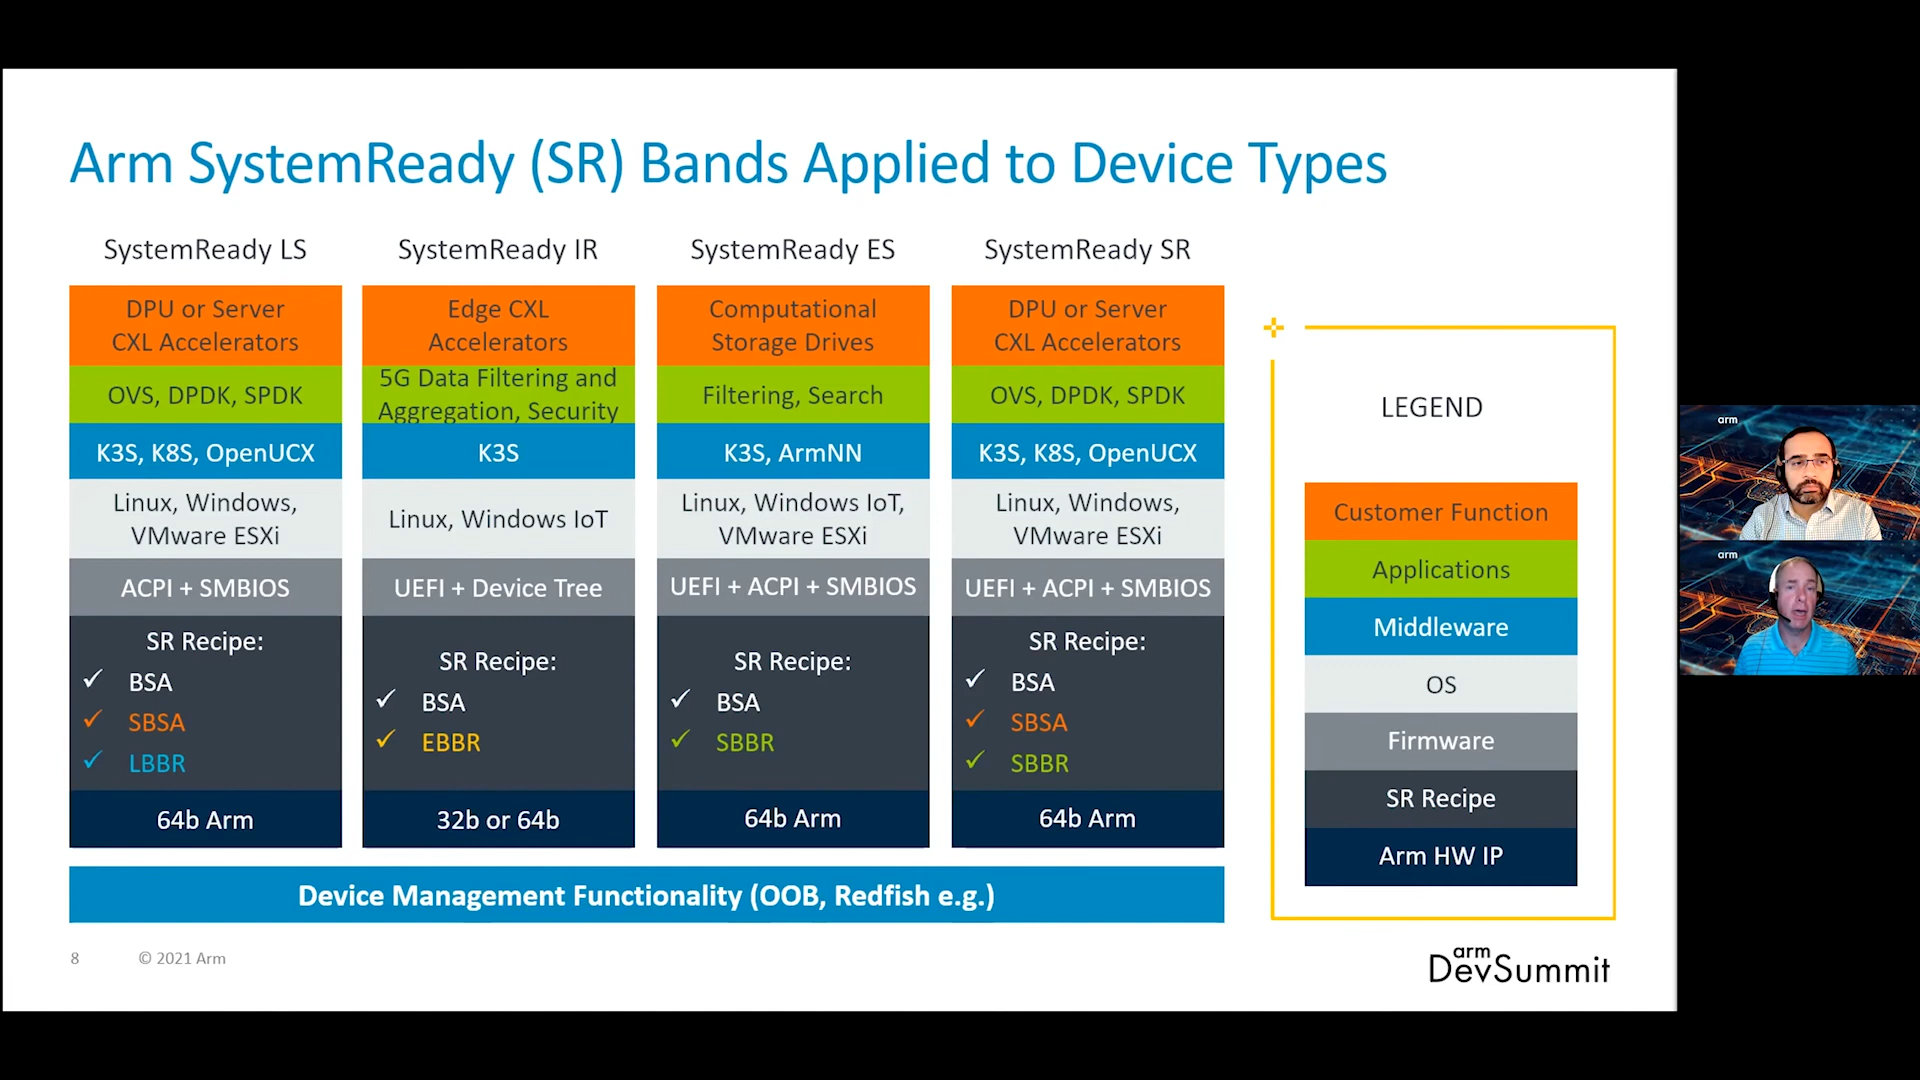 Arm SystemReady (SR) Bands Applied to Device Types
SystemReady LS
DPU or Server
CXL Accelerators
OVS, DPDK, SPDK
K3S, K8S, OpenUCX
Linux, Windows,
VMware ESXi
ACPI + SMBIOS
SR Recipe:
✓ BSA
✓ SBSA
✓ LBBR
64b Arm
SystemReady IR
Edge CXL
Accelerators
5G Data Filtering and
Aggregation, Security
K3S
Linux, Windows IoT
UEFI + Device Tree
SR Recipe:
✓ BSA
✓ EBBR
32b or 64b
SystemReady ES
Computational
Storage Drives
Filtering, Search
K3S, ArmNN
Linux, Windows IoT,
VMware ESXi
UEFI + ACPI + SMBIOS
SR Recipe:
✓ BSA
✓ SBBR
64b Arm
SystemReady SR
DPU or Server
CXL Accelerators
OVS, DPDK, SPDK
K3S, K8S, OpenUCX
Linux, Windows,
VMware ESXi
UEFI + ACPI + SMBIOS
SR Recipe:
✓ BSA
✓ SBSA
✓ SBBR
64b Arm
Device Management Functionality (OOB, Redfish e.g.)
LEGEND
Customer Function
Applications
Middleware
OS
Firmware
SR Recipe
Arm HW IP
8 © 2021 Arm
arm
DevSummit
arm
arm